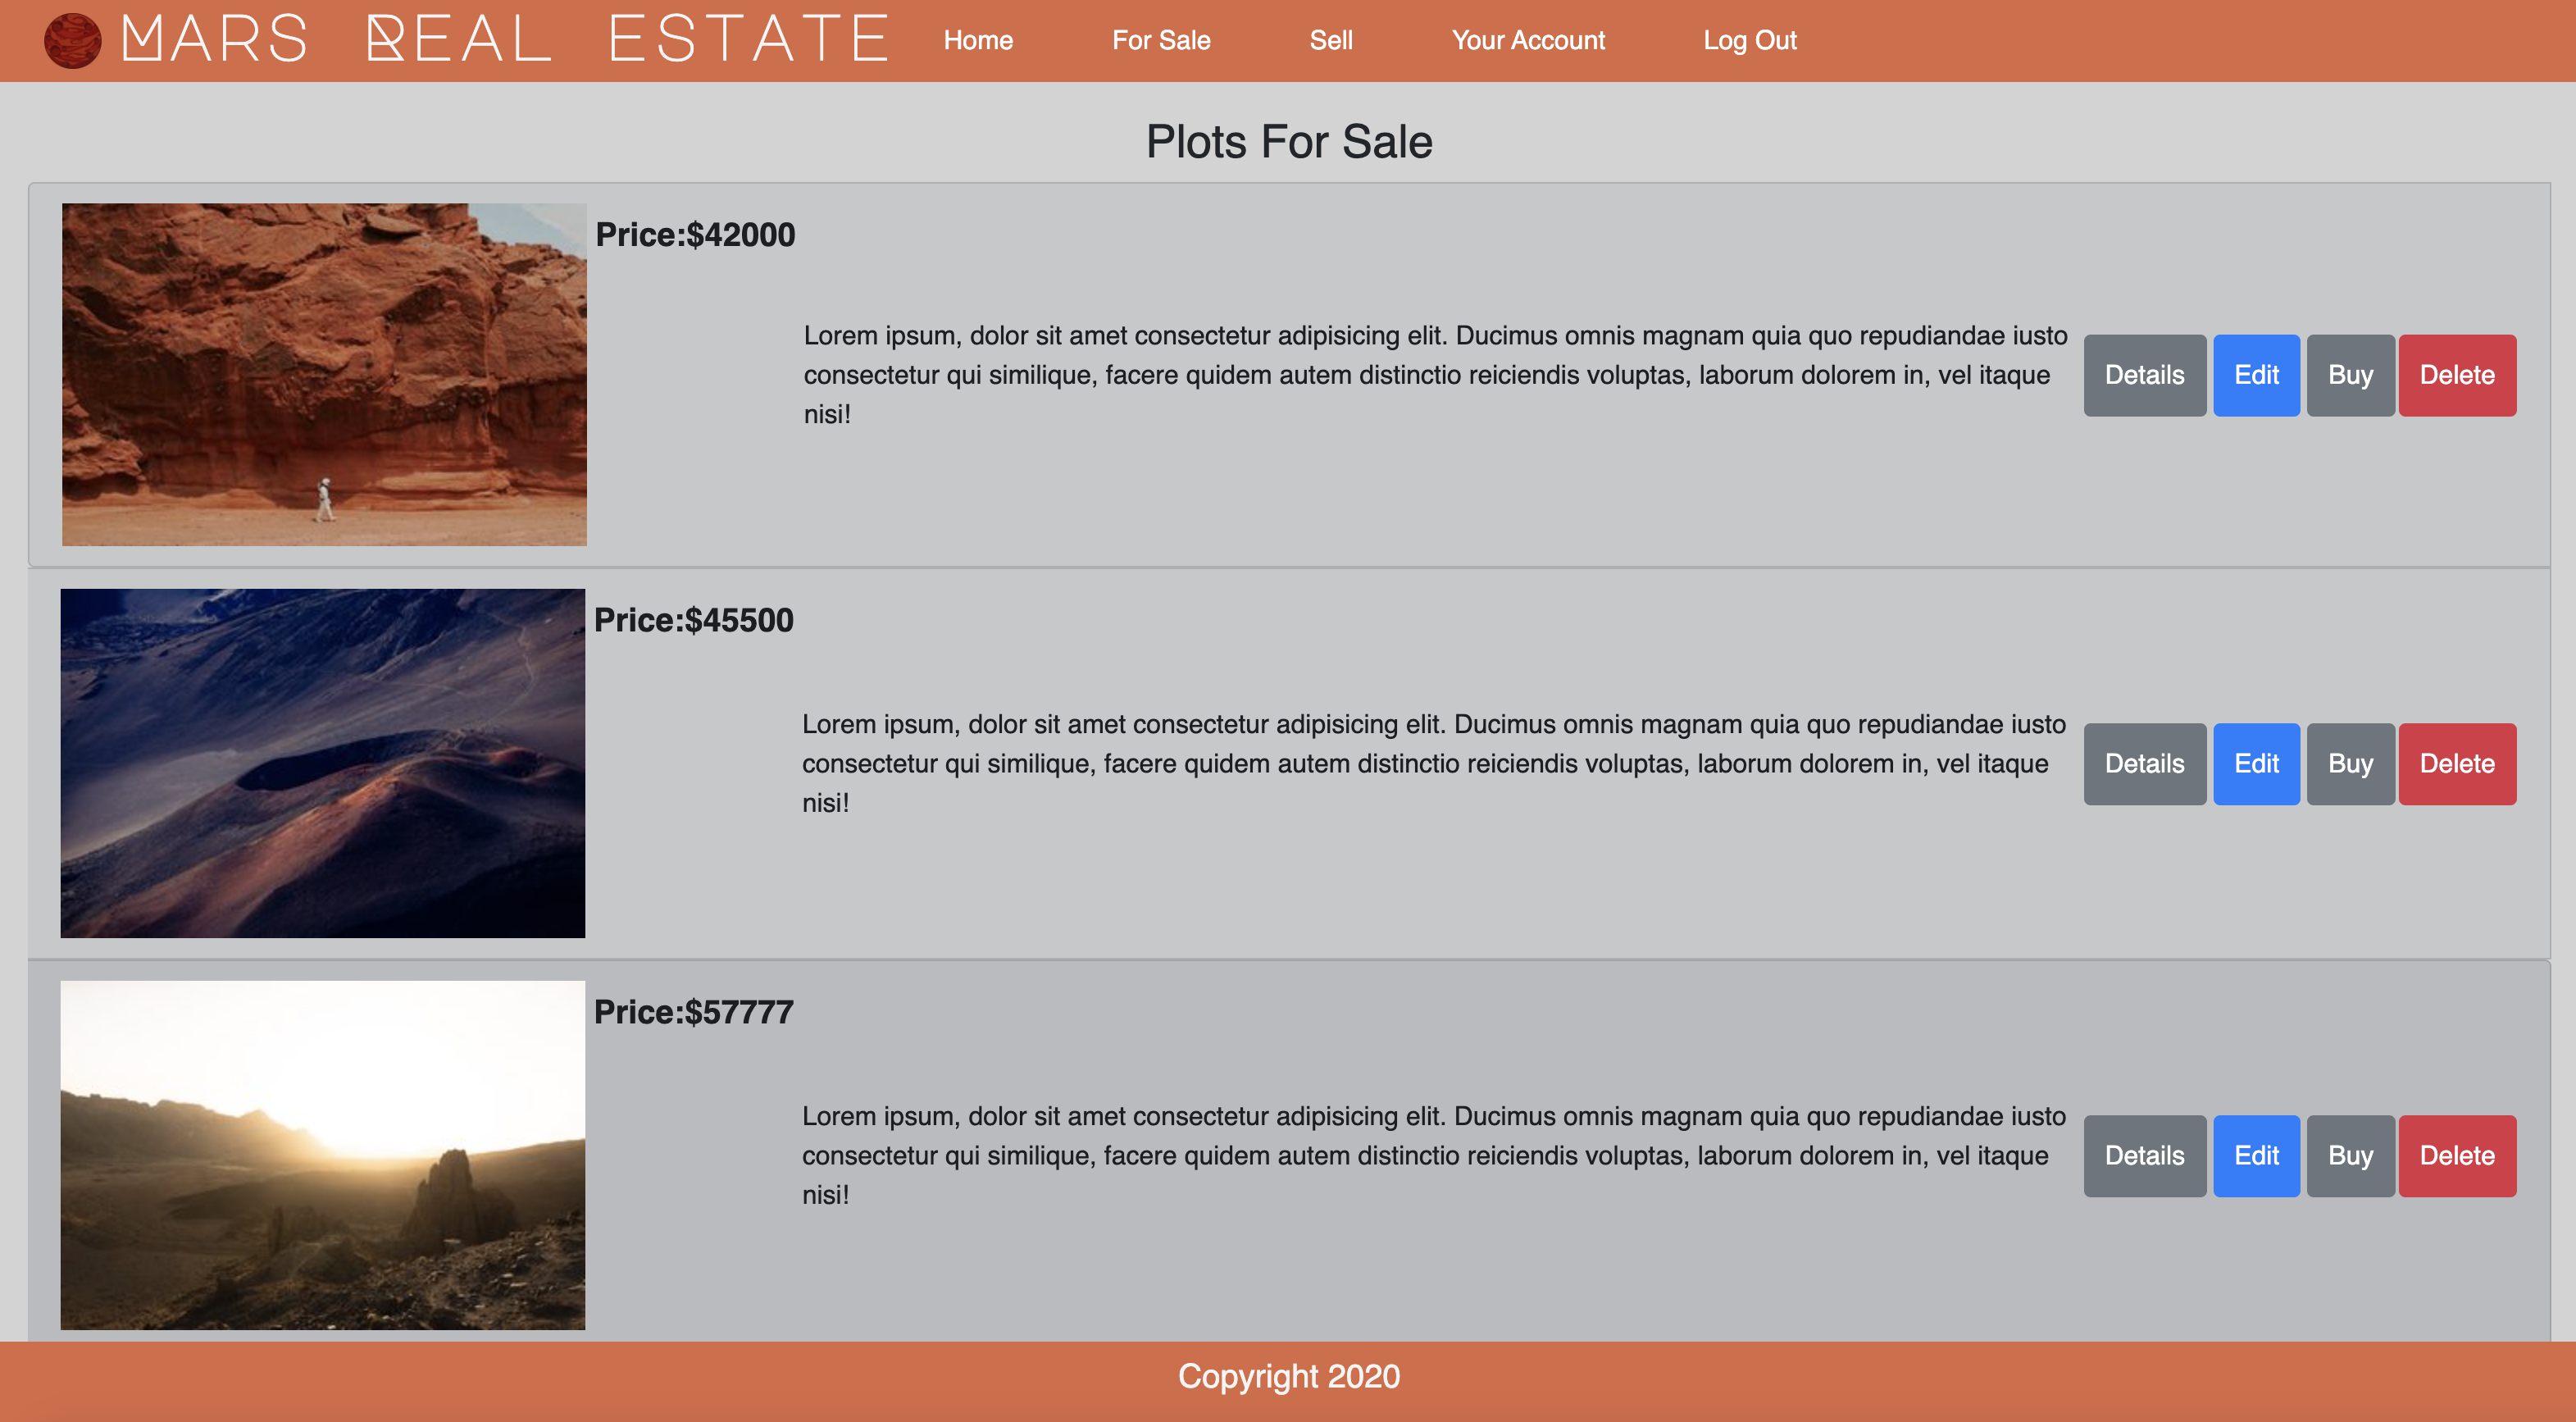 MARS REAL ESTATE Home For Sale Sell Your Account Log Out
Plots For Sale
Price:$42000
Lorem ipsum, dolor sit amet consectetur adipisicing elit. Ducimus omnis magnam quia quo repudiandae iusto
consectetur qui similique, facere quidem autem distinctio reiciendis voluptas, laborum dolorem in, vel itaque
nisi!
Details Edit Buy Delete
Price:$45500
Lorem ipsum, dolor sit amet consectetur adipisicing elit. Ducimus omnis magnam quia quo repudiandae iusto
consectetur qui similique, facere quidem autem distinctio reiciendis voluptas, laborum dolorem in, vel itaque
nisi!
Details Edit Buy Delete
Price:$57777
Lorem ipsum, dolor sit amet consectetur adipisicing elit. Ducimus omnis magnam quia quo repudiandae iusto
consectetur qui similique, facere quidem autem distinctio reiciendis voluptas, laborum dolorem in, vel itaque
nisi!
Details Edit Buy Delete
Copyright 2020